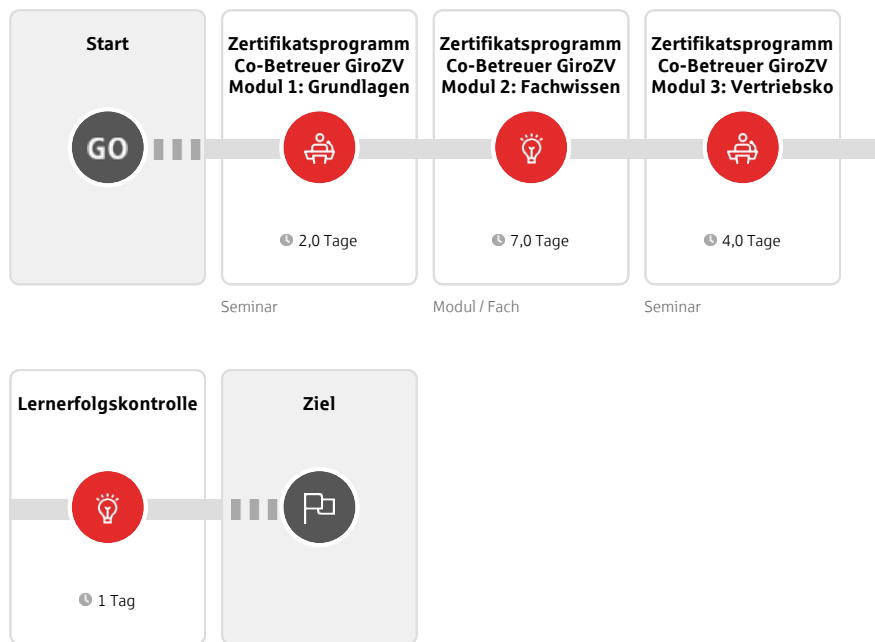 Start
GO
Zertifikatsprogramm
Co-Betreuer GiroZV
Modul 1: Grundlagen
2,0 Tage
Seminar
Zertifikatsprogramm
Co-Betreuer GiroZV
Modul 2: Fachwissen
7,0 Tage
Modul / Fach
Zertifikatsprogramm
Co-Betreuer GiroZV
Modul 3: Vertriebsko
4,0 Tage
Seminar
Lernerfolgskontrolle
1 Tag
Ziel